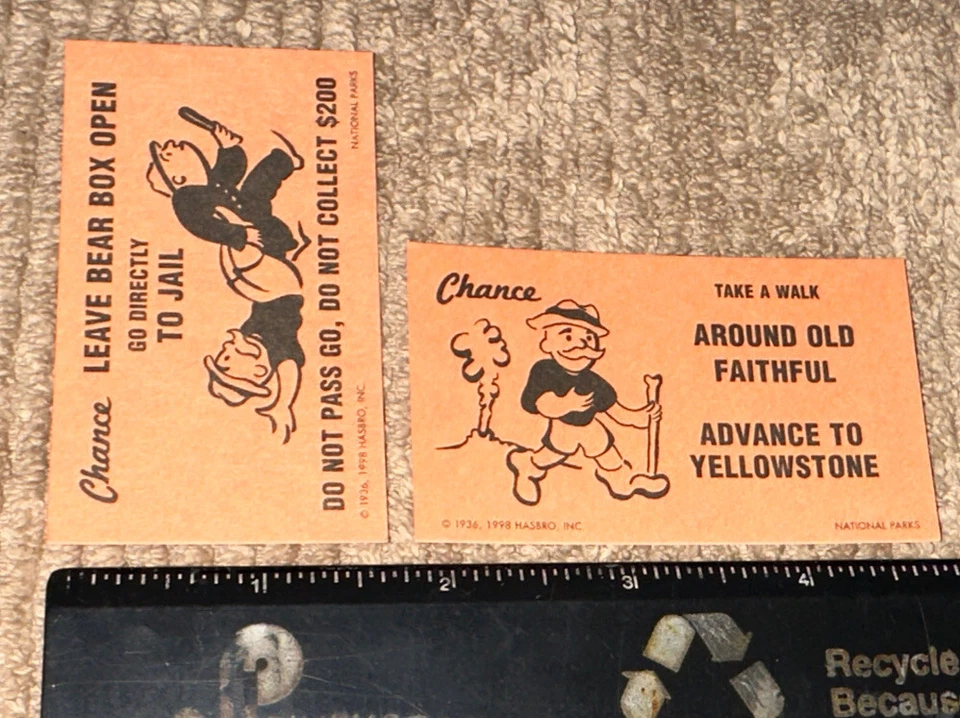 Chance LEAVE BEAR BOX OPEN
GO DIRECTLY
TO JAIL
DO NOT PASS GO, DO NOT COLLECT $200
© 1936, 1998 HASBRO, INC.
NATIONAL PARKS
Chance
TAKE A WALK
AROUND OLD
FAITHFUL
ADVANCE TO
YELLOWSTONE
© 1936, 1998 HASBRO, INC.
NATIONAL PARKS
1 2 3 4
Recycle
Becaus